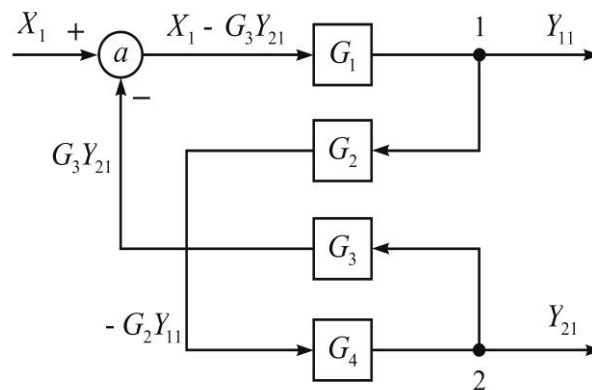 X₁ + a X₁ - G₃Y₂₁ G₁ 1 Y₁₁
−
G₂
G₃Y₂₁
G₃
- G₂Y₁₁ G₄ Y₂₁
2